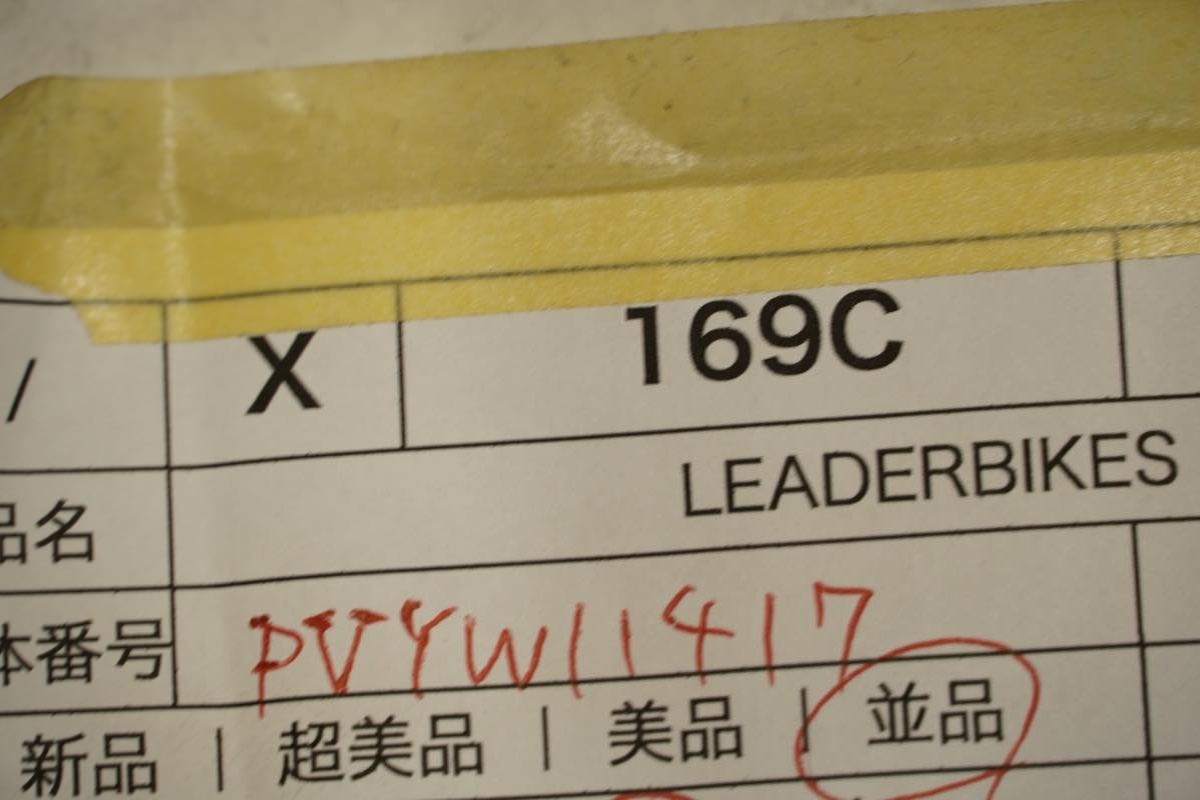 / X 169C
品名 LEADERBIKES
体番号 PVYW11417
新品 | 超美品 | 美品 | 並品